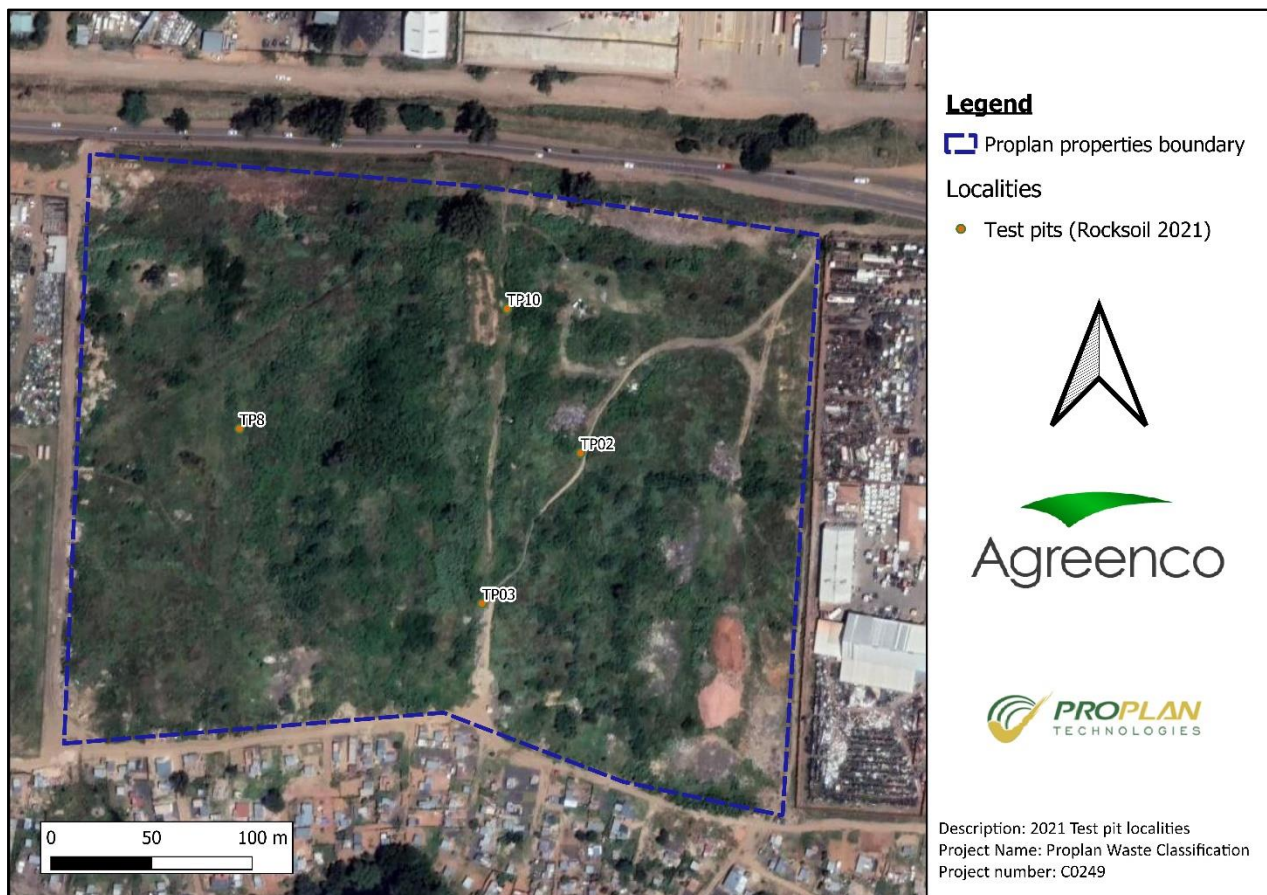 Legend
Proplan properties boundary
Localities
Test pits (Rocksoil 2021)
TP10
TP8
TP02
TP03
Agreenco
PROPLAN
TECHNOLOGIES
0 50 100 m
Description: 2021 Test pit localities
Project Name: Proplan Waste Classification
Project number: C0249